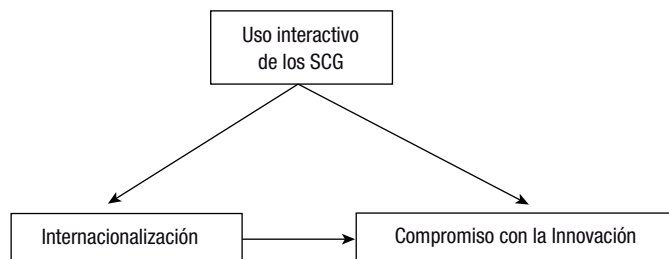 Uso interactivo
de los SCG
Internacionalización
Compromiso con la Innovación